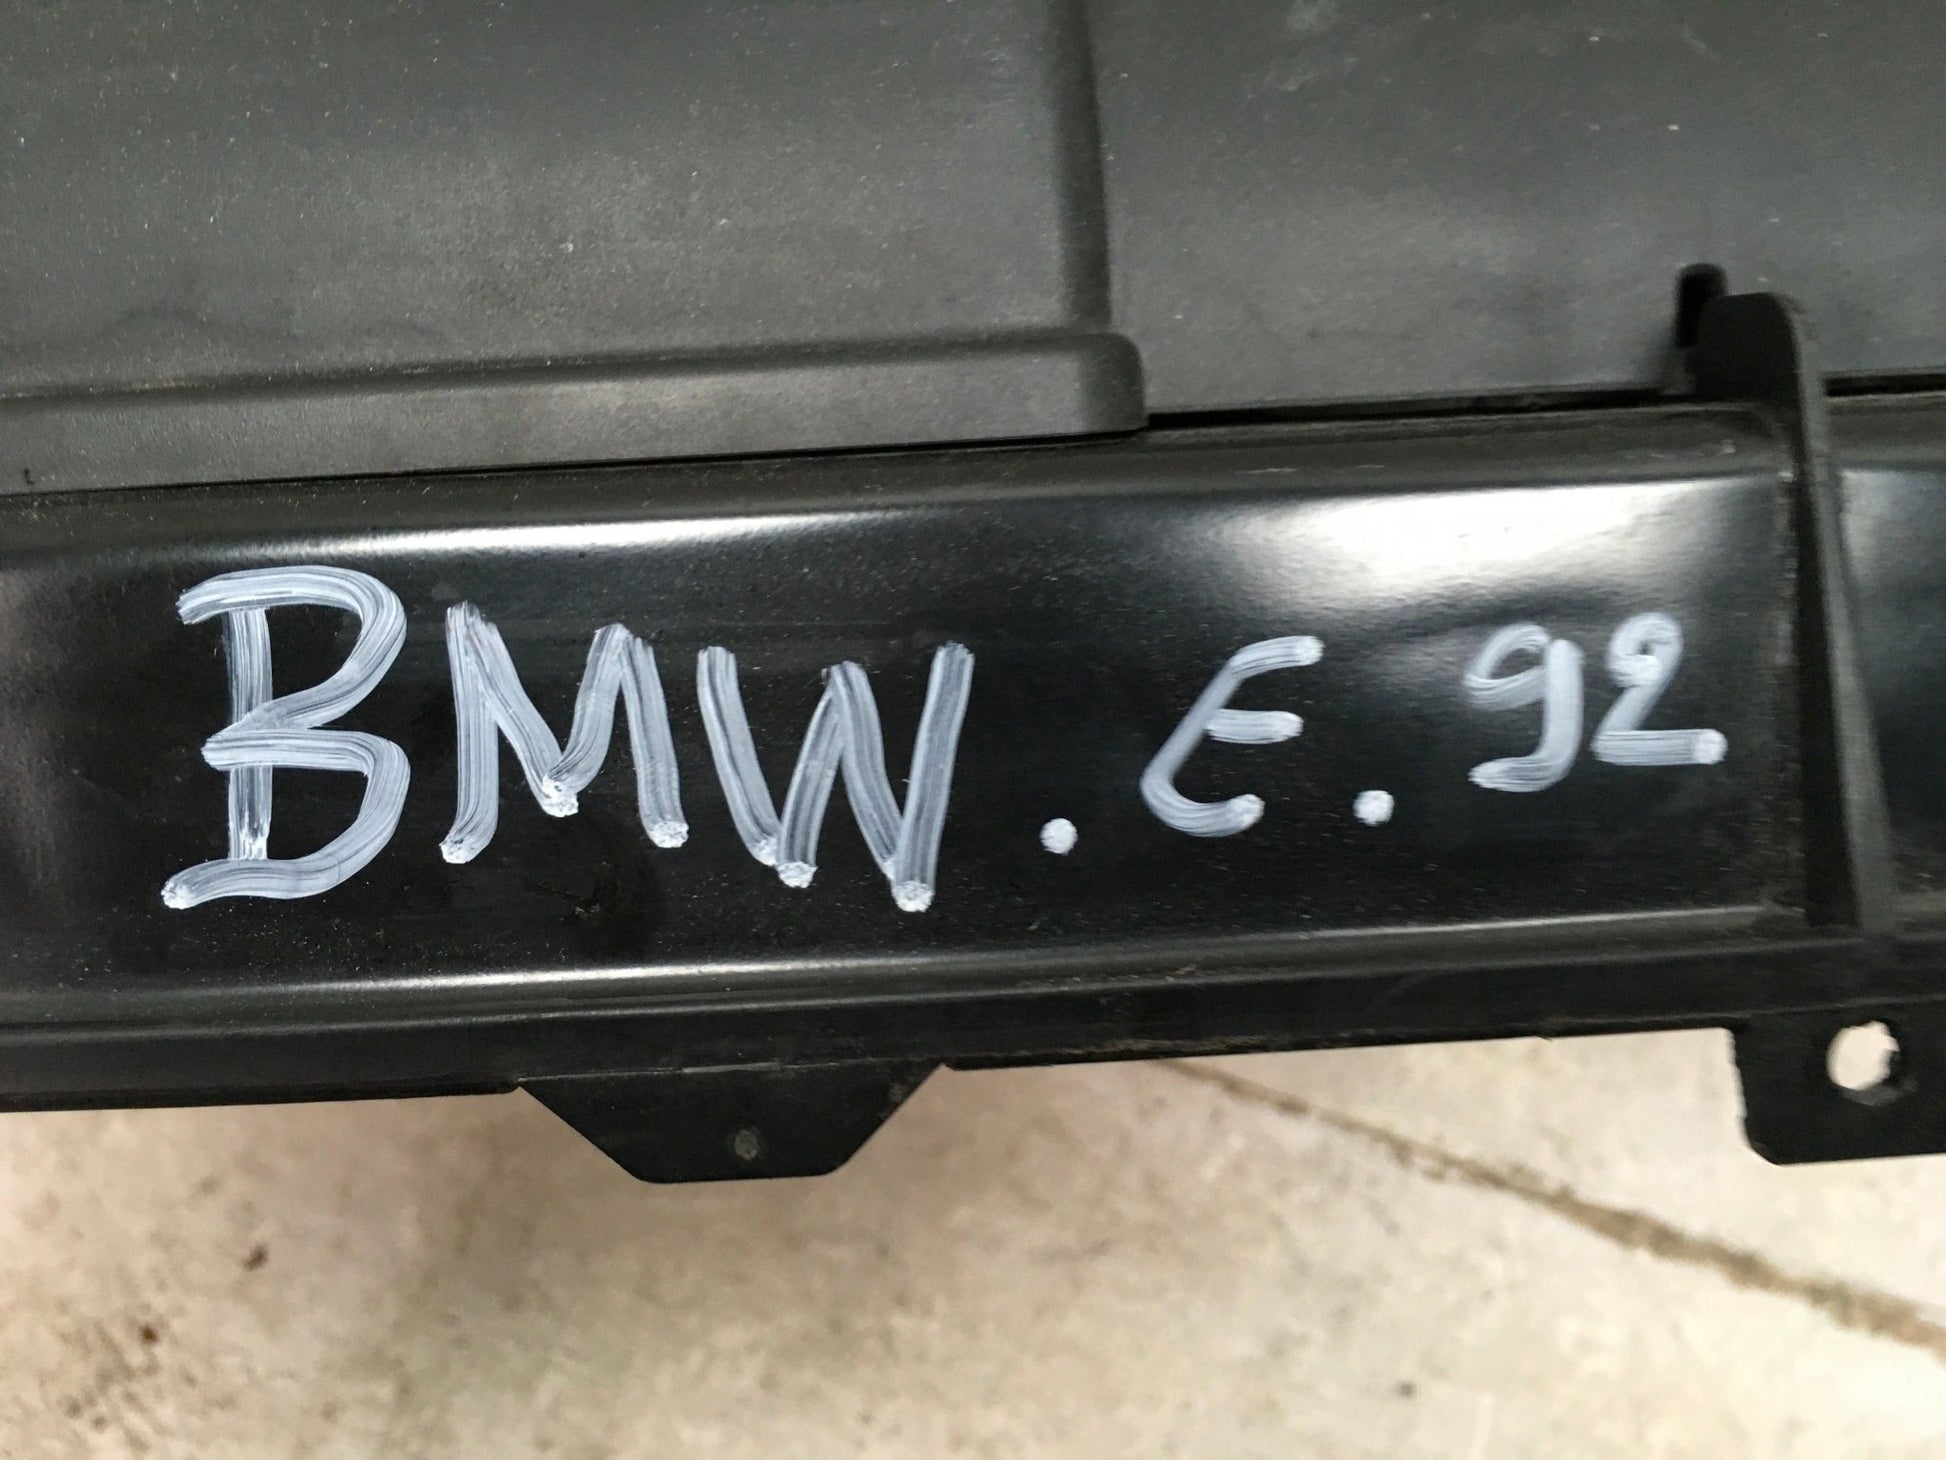 BMW . E . 92